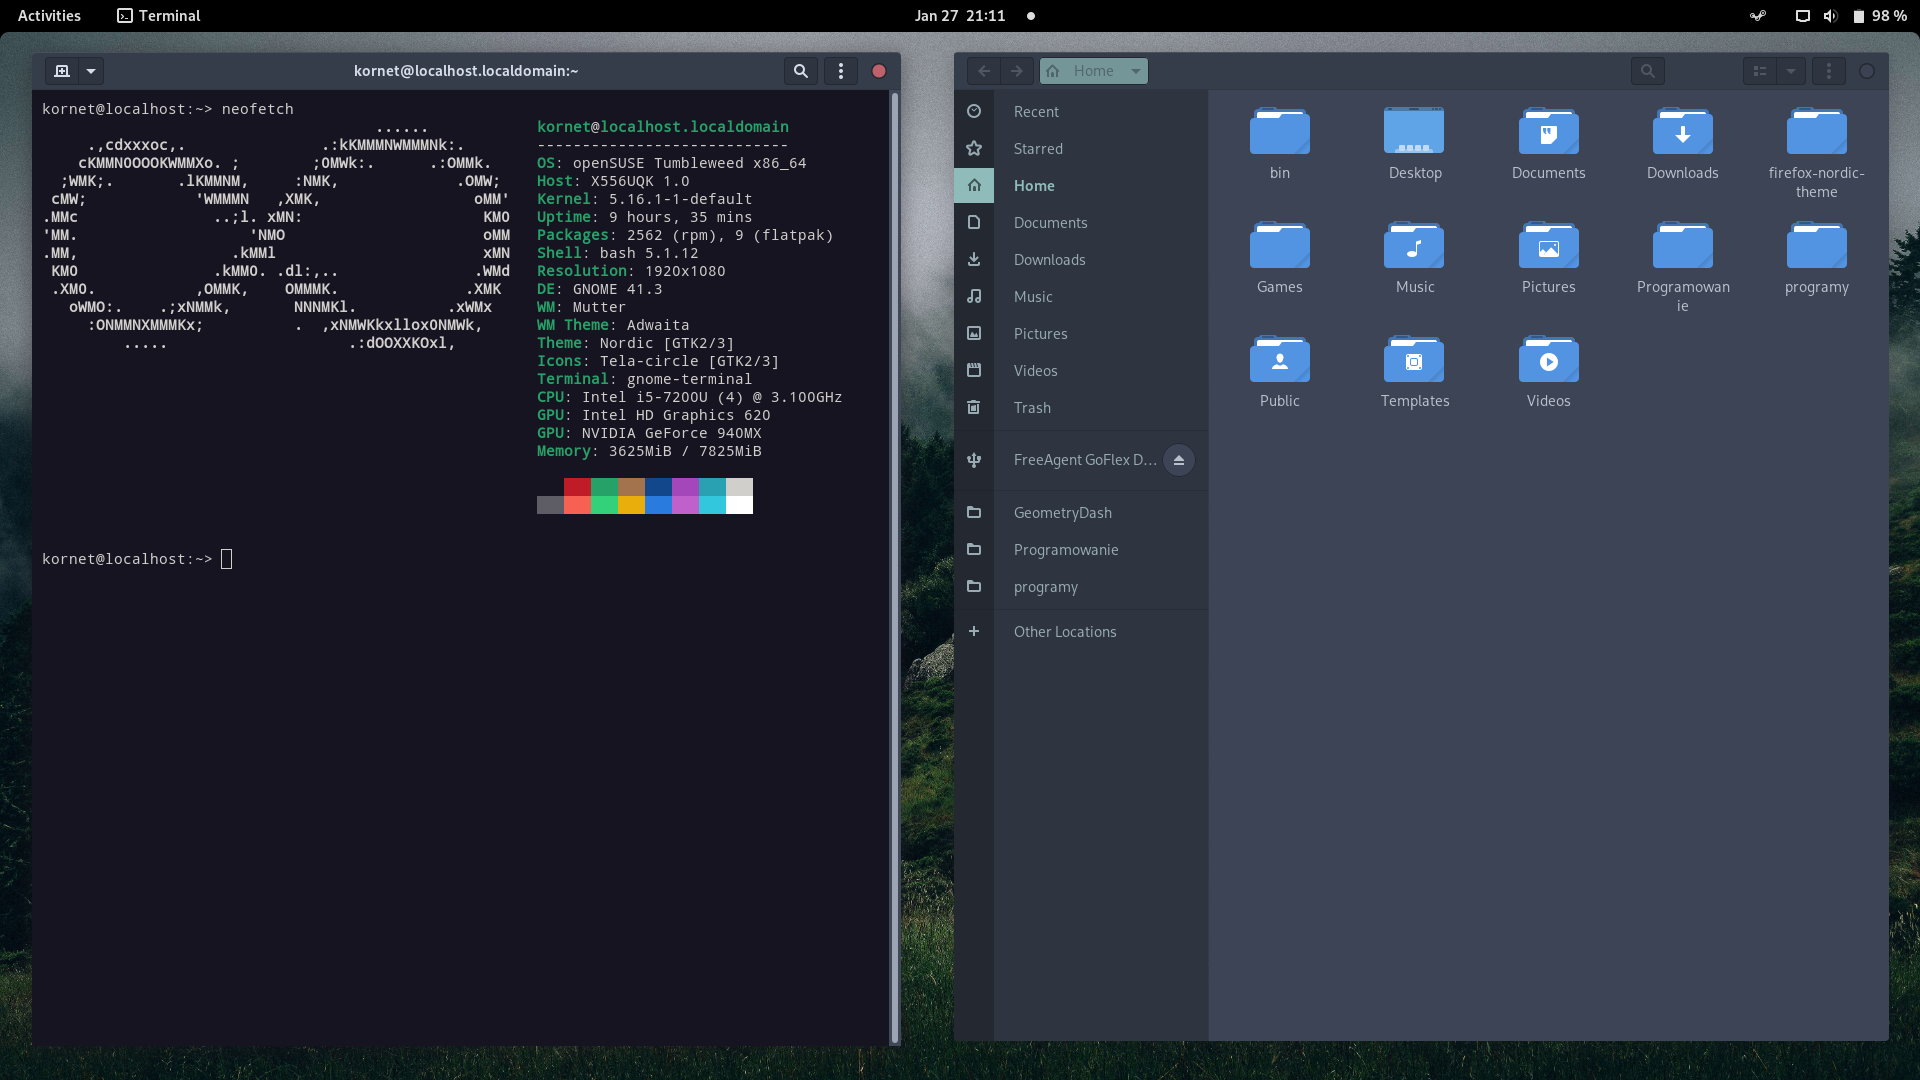 Activities
Terminal
Jan 27 21:11
98 %
kornet@localhost.localdomain:~
kornet@localhost:~> neofetch
                                     ......
     .,cdxxxoc,.               .:kKMMMNWMMMNk:.
    cKMMN0OOOKWMMXo. ;        ;0MWk:.      .:OMMk.
  ;WMK;.       .lKMMNM,     :NMK,             .OMW;
 cMW;            'WMMMN   ,XMK,                 oMM'
.MMc               ..;l. xMN:                    KM0
'MM.                   'NMO                      oMM
.MM,                 .kMMl                       xMN
 KM0               .kMM0. .dl:,..               .WMd
 .XM0.           ,OMMK,    OMMMK.              .XMK
   oWMO:.    .;xNMMk,       NNNMKl.          .xWMx
     :ONMMNXMMMKx;          .  ,xNMWKkxllox0NMWk,
         .....                    .:dOOXXKOxl,
kornet@localhost.localdomain
----------------------------
OS: openSUSE Tumbleweed x86_64
Host: X556UQK 1.0
Kernel: 5.16.1-1-default
Uptime: 9 hours, 35 mins
Packages: 2562 (rpm), 9 (flatpak)
Shell: bash 5.1.12
Resolution: 1920x1080
DE: GNOME 41.3
WM: Mutter
WM Theme: Adwaita
Theme: Nordic [GTK2/3]
Icons: Tela-circle [GTK2/3]
Terminal: gnome-terminal
CPU: Intel i5-7200U (4) @ 3.100GHz
GPU: Intel HD Graphics 620
GPU: NVIDIA GeForce 940MX
Memory: 3625MiB / 7825MiB
kornet@localhost:~>
Home
Recent
Starred
Home
Documents
Downloads
Music
Pictures
Videos
Trash
FreeAgent GoFlex D…
GeometryDash
Programowanie
programy
Other Locations
bin
Desktop
Documents
Downloads
firefox-nordic-
theme
Games
Music
Pictures
Programowan
ie
programy
Public
Templates
Videos